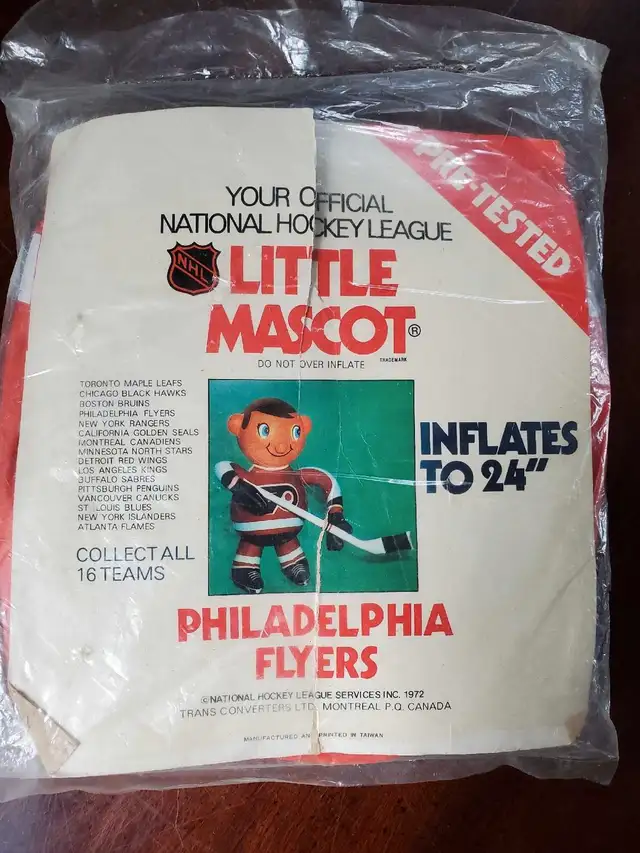 PRE-TESTED
YOUR OFFICIAL
NATIONAL HOCKEY LEAGUE
NHL
LITTLE
MASCOT®
TRADEMARK
DO NOT OVER INFLATE
TORONTO MAPLE LEAFS
CHICAGO BLACK HAWKS
BOSTON BRUINS
PHILADELPHIA FLYERS
NEW YORK RANGERS
CALIFORNIA GOLDEN SEALS
MONTREAL CANADIENS
MINNESOTA NORTH STARS
DETROIT RED WINGS
LOS ANGELES KINGS
BUFFALO SABRES
PITTSBURGH PENGUINS
VANCOUVER CANUCKS
ST LOUIS BLUES
NEW YORK ISLANDERS
ATLANTA FLAMES
COLLECT ALL
16 TEAMS
INFLATES
TO 24"
PHILADELPHIA
FLYERS
©NATIONAL HOCKEY LEAGUE SERVICES INC. 1972
TRANS CONVERTERS LTD. MONTREAL P.Q. CANADA
MANUFACTURED AND PRINTED IN TAIWAN